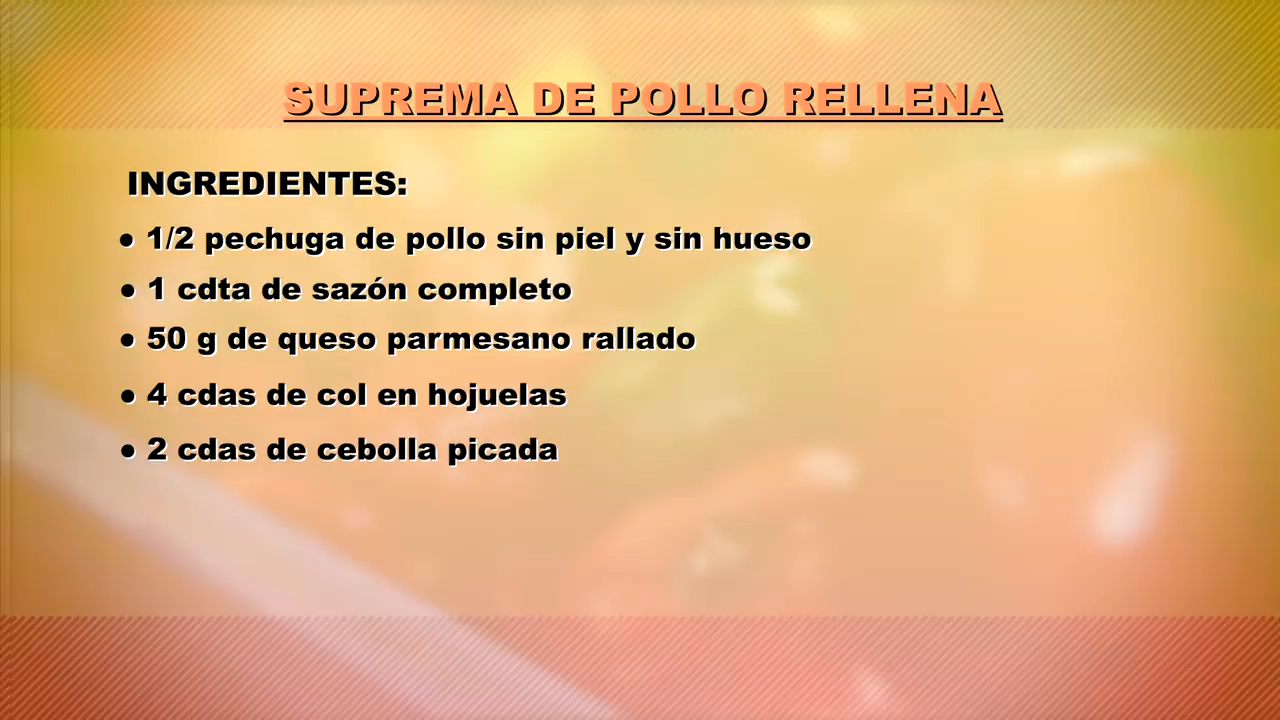 SUPREMA DE POLLO RELLENA
INGREDIENTES:
● 1/2 pechuga de pollo sin piel y sin hueso
● 1 cdta de sazón completo
● 50 g de queso parmesano rallado
● 4 cdas de col en hojuelas
● 2 cdas de cebolla picada